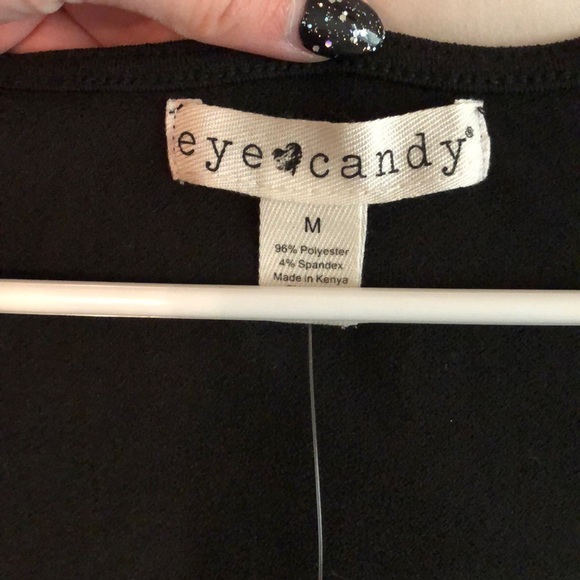 eye candy®
M
96% Polyester
4% Spandex
Made in Kenya